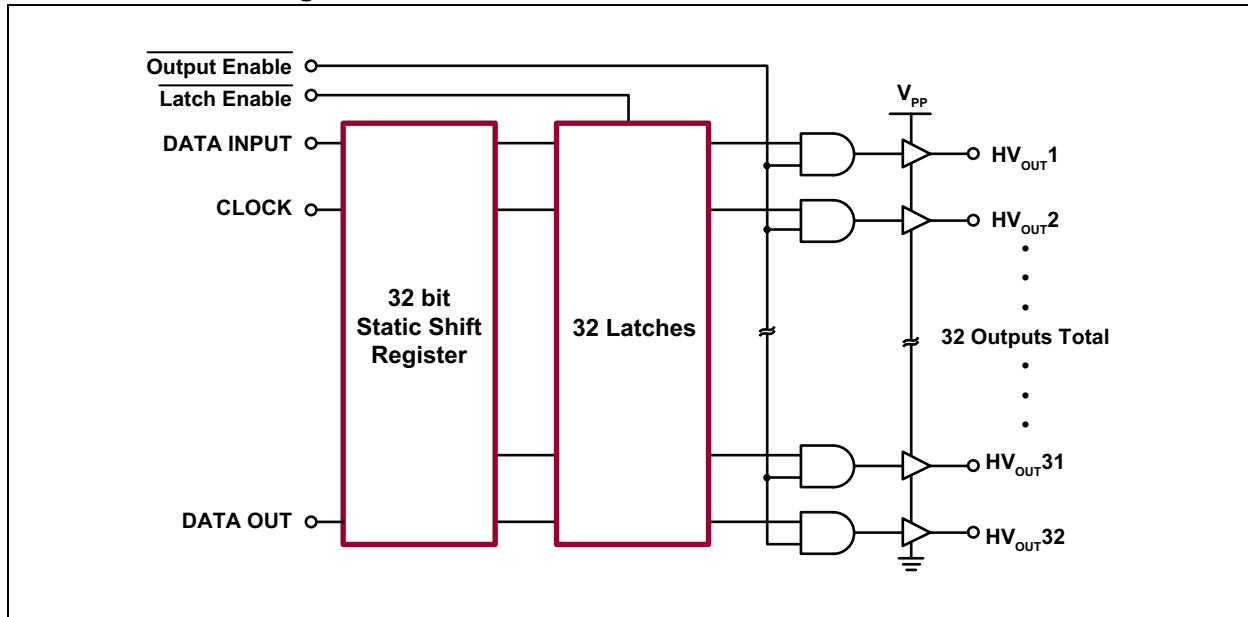 Output Enable
Latch Enable
DATA INPUT
CLOCK
DATA OUT
32 bit
Static Shift
Register
32 Latches
VPP
HVOUT1
HVOUT2
32 Outputs Total
HVOUT31
HVOUT32